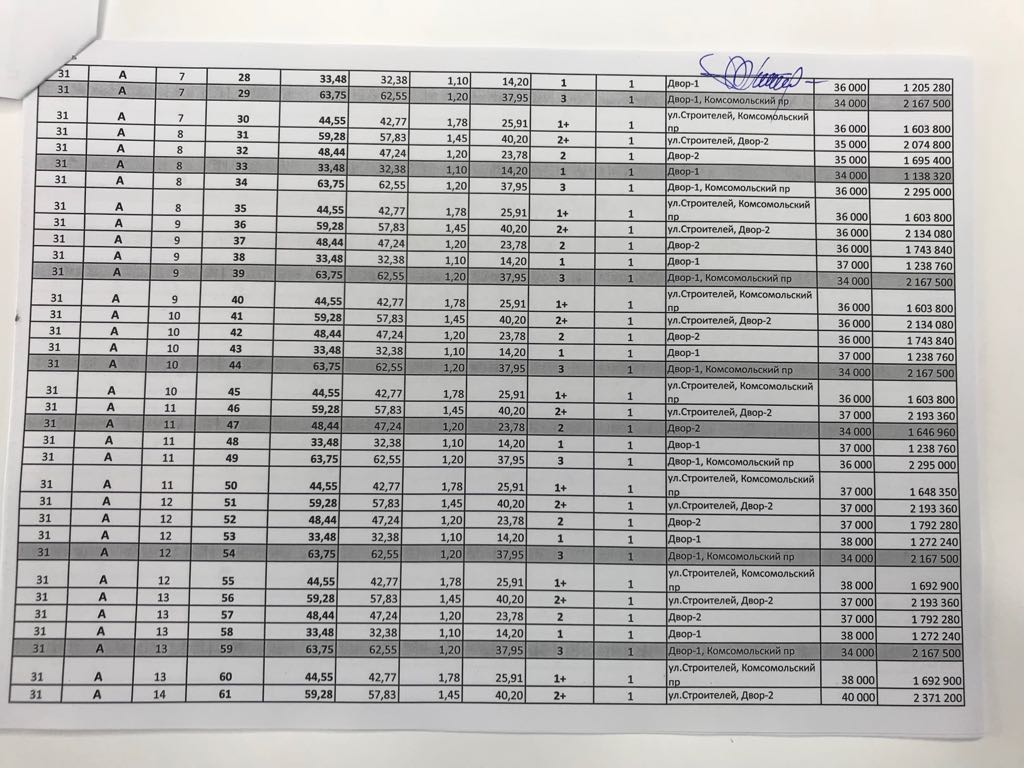 31 А 7 28 33,48 32,38 1,10 14,20 1 1 Двор-1 36 000 1 205 280
31 А 7 29 63,75 62,55 1,20 37,95 3 1 Двор-1, Комсомольский пр 34 000 2 167 500
31 А 7 30 44,55 42,77 1,78 25,91 1+ 1 ул.Строителей, Комсомольский
пр 36 000 1 603 800
31 А 8 31 59,28 57,83 1,45 40,20 2+ 1 ул.Строителей, Двор-2 35 000 2 074 800
31 А 8 32 48,44 47,24 1,20 23,78 2 1 Двор-2 35 000 1 695 400
31 А 8 33 33,48 32,38 1,10 14,20 1 1 Двор-1 34 000 1 138 320
31 А 8 34 63,75 62,55 1,20 37,95 3 1 Двор-1, Комсомольский пр 36 000 2 295 000
31 А 8 35 44,55 42,77 1,78 25,91 1+ 1 ул.Строителей, Комсомольский
пр 36 000 1 603 800
31 А 9 36 59,28 57,83 1,45 40,20 2+ 1 ул.Строителей, Двор-2 36 000 2 134 080
31 А 9 37 48,44 47,24 1,20 23,78 2 1 Двор-2 36 000 1 743 840
31 А 9 38 33,48 32,38 1,10 14,20 1 1 Двор-1 37 000 1 238 760
31 А 9 39 63,75 62,55 1,20 37,95 3 1 Двор-1, Комсомольский пр 34 000 2 167 500
31 А 9 40 44,55 42,77 1,78 25,91 1+ 1 ул.Строителей, Комсомольский
пр 36 000 1 603 800
31 А 10 41 59,28 57,83 1,45 40,20 2+ 1 ул.Строителей, Двор-2 36 000 2 134 080
31 А 10 42 48,44 47,24 1,20 23,78 2 1 Двор-2 36 000 1 743 840
31 А 10 43 33,48 32,38 1,10 14,20 1 1 Двор-1 37 000 1 238 760
31 А 10 44 63,75 62,55 1,20 37,95 3 1 Двор-1, Комсомольский пр 34 000 2 167 500
31 А 10 45 44,55 42,77 1,78 25,91 1+ 1 ул.Строителей, Комсомольский
пр 36 000 1 603 800
31 А 11 46 59,28 57,83 1,45 40,20 2+ 1 ул.Строителей, Двор-2 37 000 2 193 360
31 А 11 47 48,44 47,24 1,20 23,78 2 1 Двор-2 34 000 1 646 960
31 А 11 48 33,48 32,38 1,10 14,20 1 1 Двор-1 37 000 1 238 760
31 А 11 49 63,75 62,55 1,20 37,95 3 1 Двор-1, Комсомольский пр 36 000 2 295 000
31 А 11 50 44,55 42,77 1,78 25,91 1+ 1 ул.Строителей, Комсомольский
пр 37 000 1 648 350
31 А 12 51 59,28 57,83 1,45 40,20 2+ 1 ул.Строителей, Двор-2 37 000 2 193 360
31 А 12 52 48,44 47,24 1,20 23,78 2 1 Двор-2 37 000 1 792 280
31 А 12 53 33,48 32,38 1,10 14,20 1 1 Двор-1 38 000 1 272 240
31 А 12 54 63,75 62,55 1,20 37,95 3 1 Двор-1, Комсомольский пр 34 000 2 167 500
31 А 12 55 44,55 42,77 1,78 25,91 1+ 1 ул.Строителей, Комсомольский
пр 38 000 1 692 900
31 А 13 56 59,28 57,83 1,45 40,20 2+ 1 ул.Строителей, Двор-2 37 000 2 193 360
31 А 13 57 48,44 47,24 1,20 23,78 2 1 Двор-2 37 000 1 792 280
31 А 13 58 33,48 32,38 1,10 14,20 1 1 Двор-1 38 000 1 272 240
31 А 13 59 63,75 62,55 1,20 37,95 3 1 Двор-1, Комсомольский пр 34 000 2 167 500
31 А 13 60 44,55 42,77 1,78 25,91 1+ 1 ул.Строителей, Комсомольский
пр 38 000 1 692 900
31 А 14 61 59,28 57,83 1,45 40,20 2+ 1 ул.Строителей, Двор-2 40 000 2 371 200